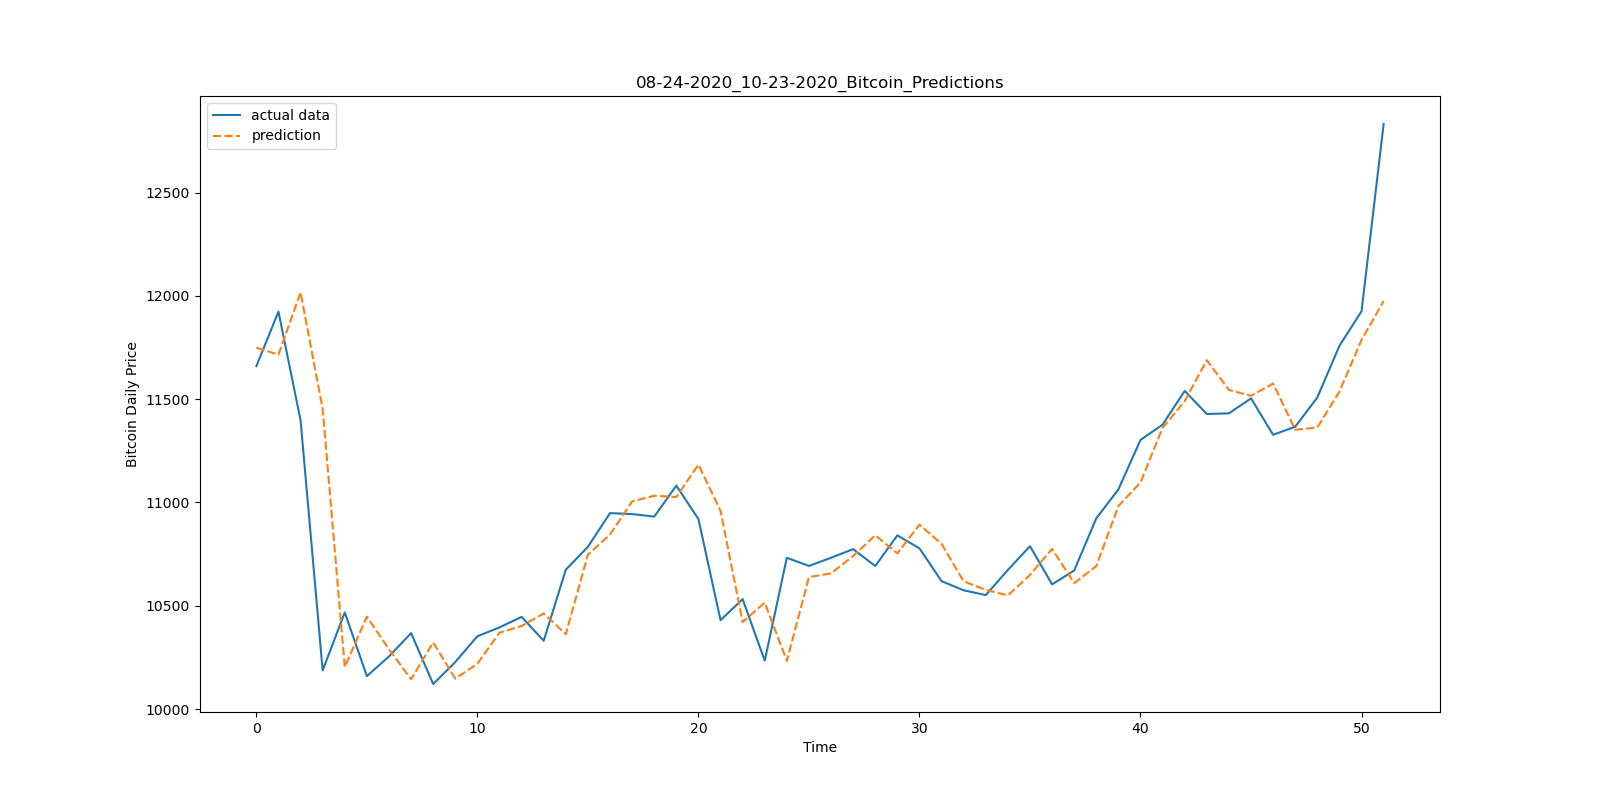 08-24-2020_10-23-2020_Bitcoin_Predictions
actual data
prediction
12500
12000
11500
11000
10500
10000
Bitcoin Daily Price
0 10 20 30 40 50
Time